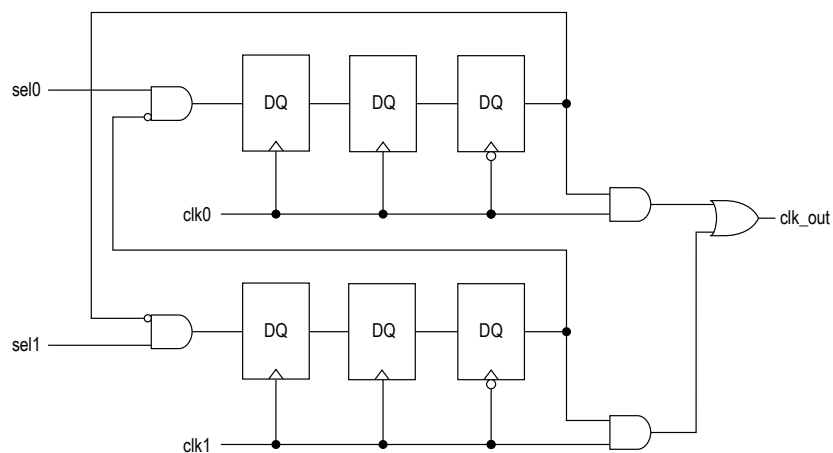 sel0
DQ DQ DQ
clk0
clk_out
DQ DQ DQ
sel1
clk1